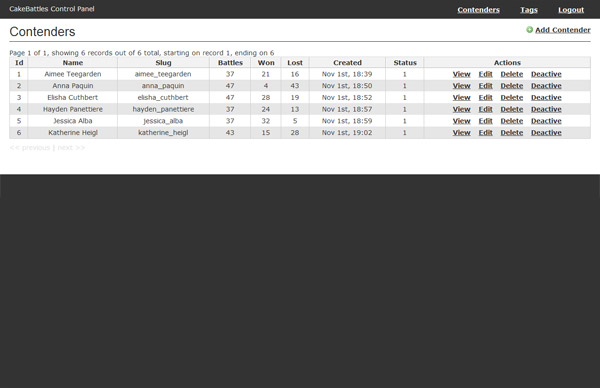 CakeBattles Control Panel Contenders Tags Logout
Contenders Add Contender
Page 1 of 1, showing 6 records out of 6 total, starting on record 1, ending on 6
Id Name Slug Battles Won Lost Created Status Actions
1 Aimee Teegarden aimee_teegarden 37 21 16 Nov 1st, 18:39 1 View Edit Delete Deactive
2 Anna Paquin anna_paquin 47 4 43 Nov 1st, 18:50 1 View Edit Delete Deactive
3 Elisha Cuthbert elisha_cuthbert 47 28 19 Nov 1st, 18:52 1 View Edit Delete Deactive
4 Hayden Panettiere hayden_panettiere 37 24 13 Nov 1st, 18:57 1 View Edit Delete Deactive
5 Jessica Alba jessica_alba 37 32 5 Nov 1st, 18:59 1 View Edit Delete Deactive
6 Katherine Heigl katherine_heigl 43 15 28 Nov 1st, 19:02 1 View Edit Delete Deactive
<< previous | next >>